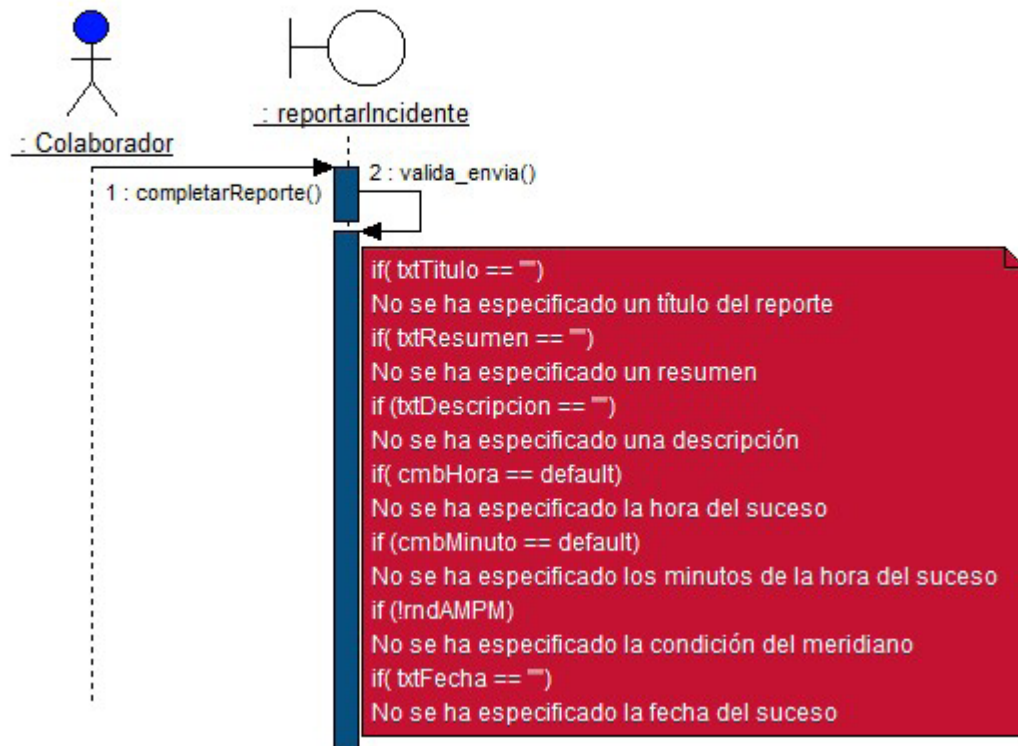 : reportarIncidente
: Colaborador
2 : valida_envia()
1 : completarReporte()
if( txtTitulo == "")
No se ha especificado un título del reporte
if( txtResumen == "")
No se ha especificado un resumen
if (txtDescripcion == "")
No se ha especificado una descripción
if( cmbHora == default)
No se ha especificado la hora del suceso
if (cmbMinuto == default)
No se ha especificado los minutos de la hora del suceso
if (!rndAMPM)
No se ha especificado la condición del meridiano
if( txtFecha == "")
No se ha especificado la fecha del suceso